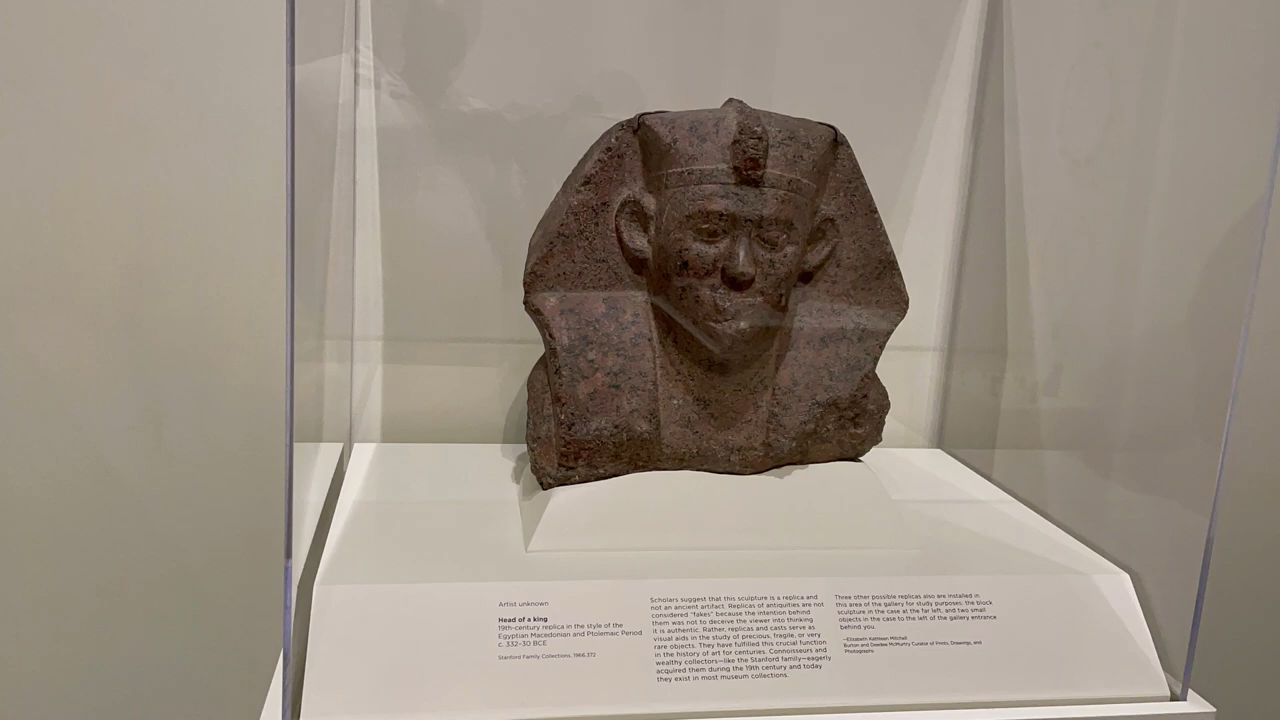 Artist unknown
Head of a king
19th-century replica in the style of the
Egyptian Macedonian and Ptolemaic Period
c. 332–30 BCE
Stanford Family Collections, 1966.372
Scholars suggest that this sculpture is a replica and
not an ancient artifact. Replicas of antiquities are not
considered "fakes" because the intention behind
them was not to deceive the viewer into thinking
it is authentic. Rather, replicas and casts serve as
visual aids in the study of precious, fragile, or very
rare objects. They have fulfilled this crucial function
in the history of art for centuries. Connoisseurs and
wealthy collectors—like the Stanford family—eagerly
acquired them during the 19th century and today
they exist in most museum collections.
Three other possible replicas also are installed in
this area of the gallery for study purposes: the block
sculpture in the case at the far left, and two small
objects in the case to the left of the gallery entrance
behind you.
—Elizabeth Kathleen Mitchell
Burton and Deedee McMurtry Curator of Prints, Drawings, and
Photographs